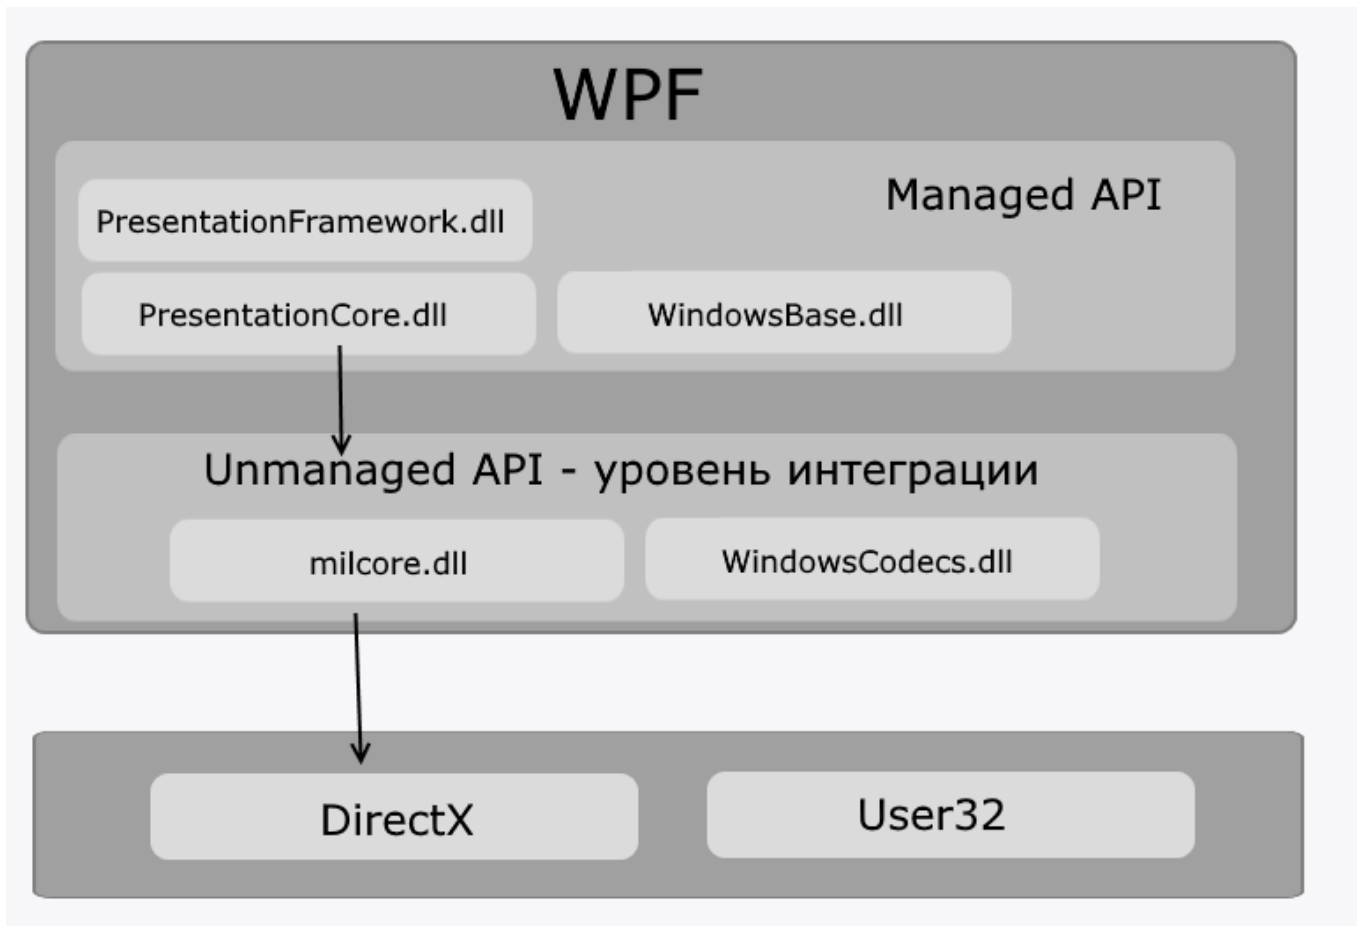 WPF
Managed API
PresentationFramework.dll
PresentationCore.dll
WindowsBase.dll
Unmanaged API - уровень интеграции
milcore.dll
WindowsCodecs.dll
DirectX
User32